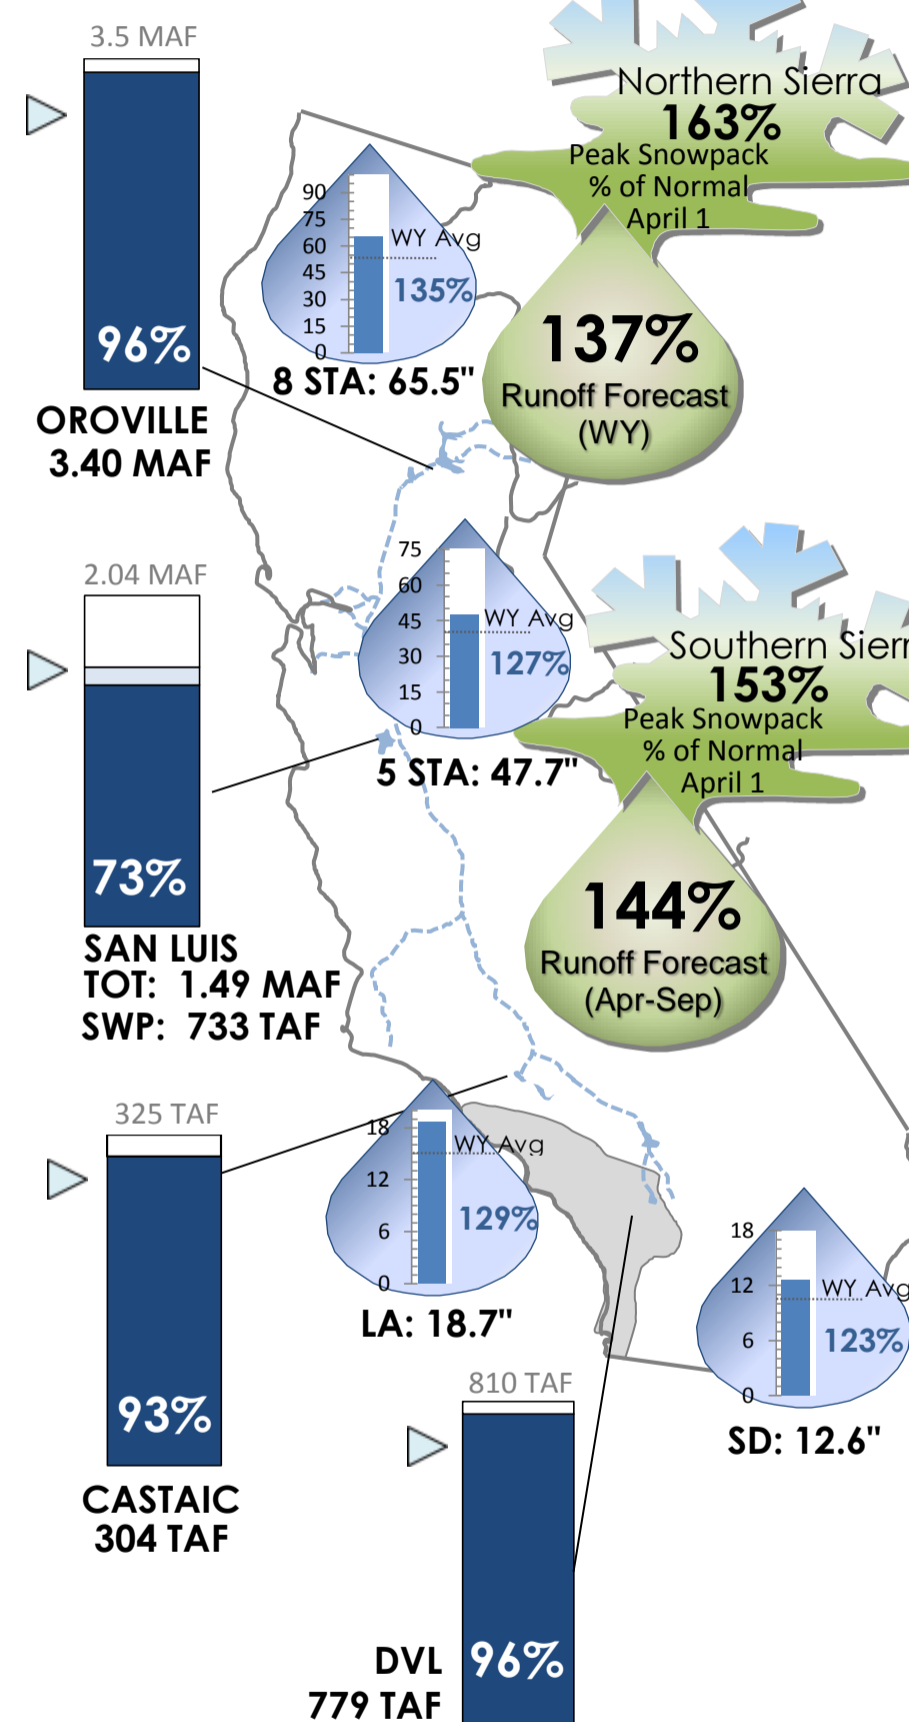 3.5 MAF
96%
OROVILLE
3.40 MAF
Northern Sierra
163%
Peak Snowpack
% of Normal
April 1
137%
Runoff Forecast
(WY)
90
75
60
45
30
15
0
WY Avg
135%
8 STA: 65.5"
2.04 MAF
73%
SAN LUIS
TOT: 1.49 MAF
SWP: 733 TAF
75
60
45
30
15
0
WY Avg
127%
5 STA: 47.7"
Southern Sierr
153%
Peak Snowpack
% of Normal
April 1
144%
Runoff Forecast
(Apr-Sep)
325 TAF
93%
CASTAIC
304 TAF
18
12
6
0
WY Avg
129%
LA: 18.7"
18
12
6
0
WY Avg
123%
SD: 12.6"
810 TAF
96%
DVL
779 TAF